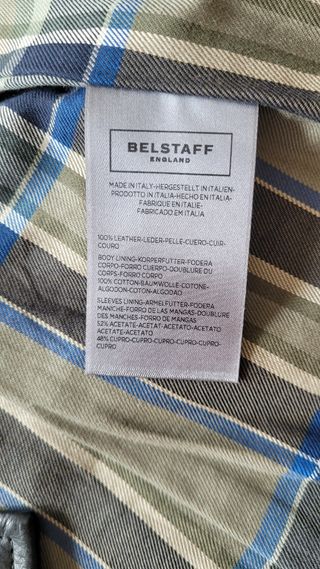 BELSTAFF
ENGLAND
MADE IN ITALY-HERGESTELLT IN ITALIEN-
PRODOTTO IN ITALIA-HECHO EN ITALIA-
FABRIQUE EN ITALIE-
FABRICADO EM ITALIA
100% LEATHER-LEDER-PELLE-CUERO-CUIR-
COURO
BODY LINING-KORPERFUTTER-FODERA
CORPO-FORRO CUERPO-DOUBLURE DU
CORPS-FORRO CORPO
100% COTTON-BAUMWOLLE-COTONE-
ALGODON-COTON-ALGODAO
SLEEVES LINING-ARMELFUTTER-FODERA
MANICHE-FORRO DE LAS MANGAS-DOUBLURE
DES MANCHES-FORRO DE MANGAS
52% ACETATE-ACETAT-ACETATO-ACETATO
ACETATE-ACETATO
48% CUPRO-CUPRO-CUPRO-CUPRO-CUPRO-
CUPRO